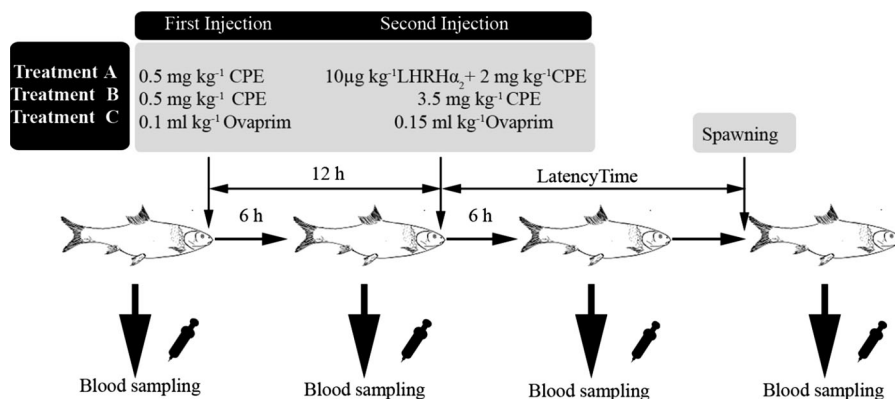 First Injection Second Injection
Treatment A 0.5 mg kg⁻¹ CPE 10µg kg⁻¹LHRHα₂+ 2 mg kg⁻¹CPE
Treatment B 0.5 mg kg⁻¹ CPE 3.5 mg kg⁻¹ CPE
Treatment C 0.1 ml kg⁻¹ Ovaprim 0.15 ml kg⁻¹Ovaprim
Spawning
12 h LatencyTime
6 h 6 h
Blood sampling Blood sampling Blood sampling Blood sampling